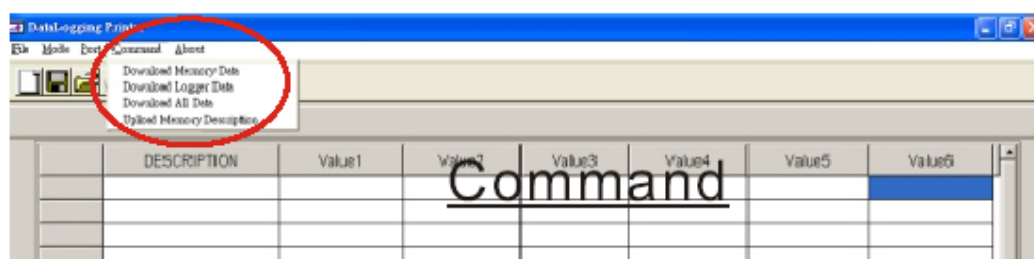 DataLogging Printer
File Mode Port Command About
Download Memory Data
Download Logger Data
Download All Data
Upload Memory Description
DESCRIPTION Value1 Value2 Value3 Value4 Value5 Value6
Command